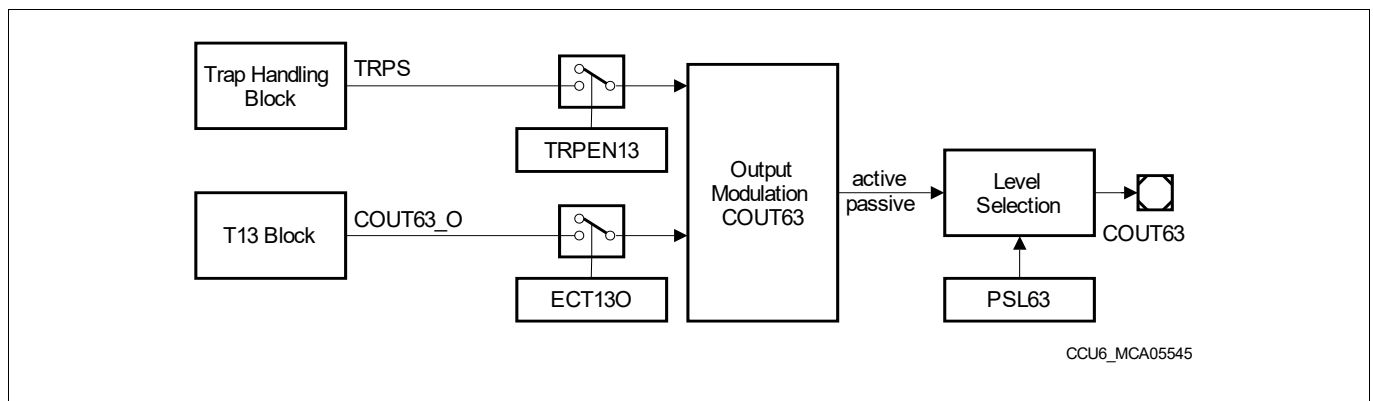 Trap Handling
Block
TRPS
TRPEN13
T13 Block
COUT63_O
ECT13O
Output
Modulation
COUT63
active
passive
Level
Selection
PSL63
COUT63
CCU6_MCA05545